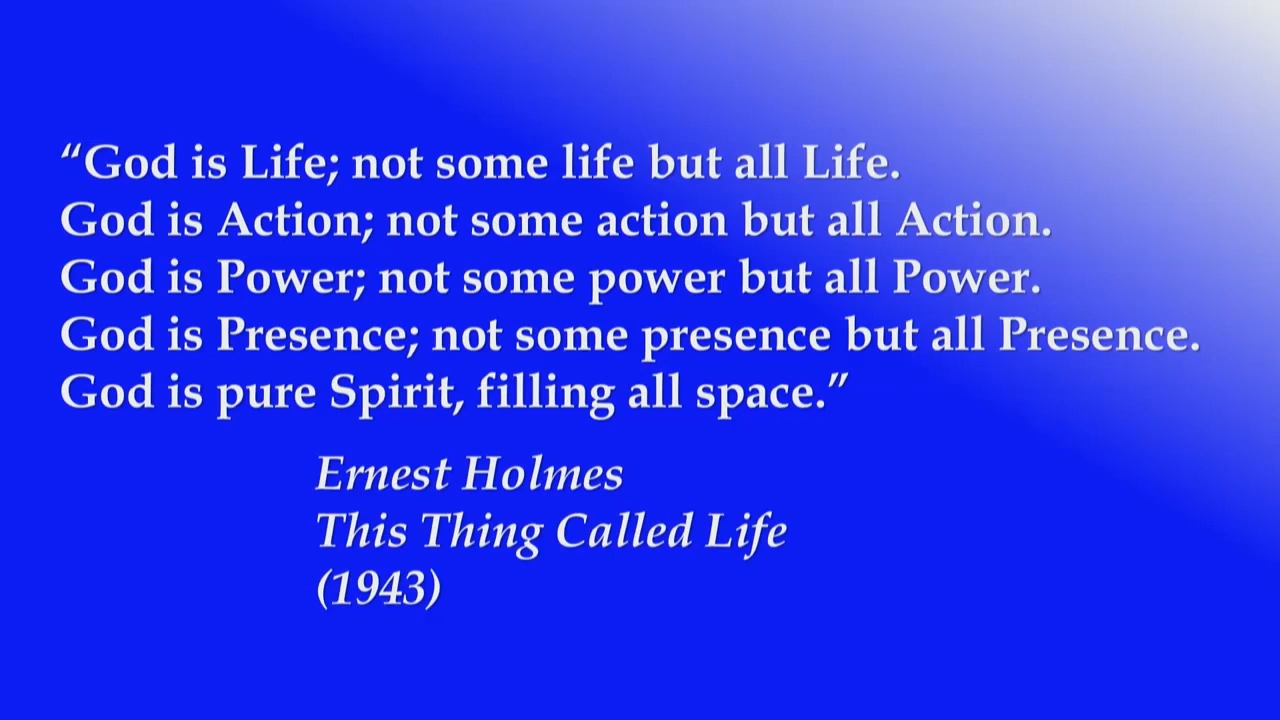 “God is Life; not some life but all Life.
God is Action; not some action but all Action.
God is Power; not some power but all Power.
God is Presence; not some presence but all Presence.
God is pure Spirit, filling all space.”
Ernest Holmes
This Thing Called Life
(1943)